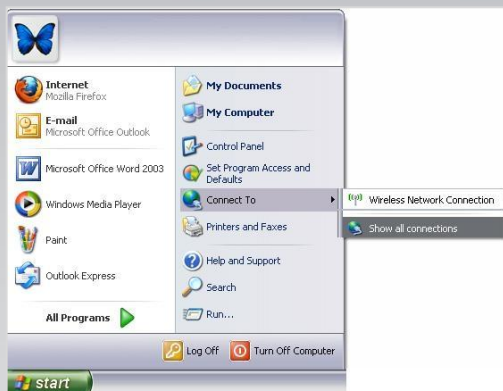 Internet
Mozilla Firefox
E-mail
Microsoft Office Outlook
Microsoft Office Word 2003
Windows Media Player
Paint
Outlook Express
All Programs
My Documents
My Computer
Control Panel
Set Program Access and
Defaults
Connect To
Printers and Faxes
Help and Support
Search
Run...
Wireless Network Connection
Show all connections
Log Off
Turn Off Computer
start